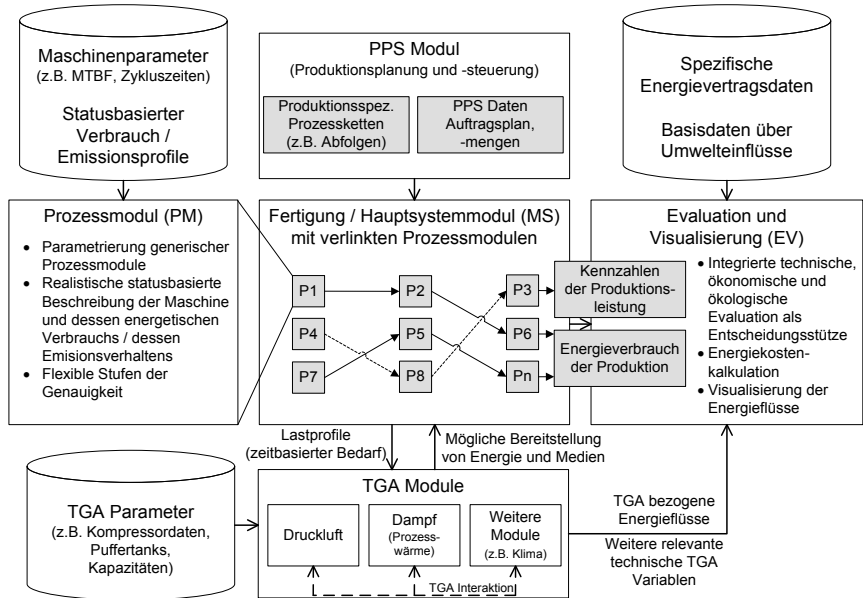 Maschinenparameter
(z.B. MTBF, Zykluszeiten)
Statusbasierter
Verbrauch /
Emissionsprofile
PPS Modul
(Produktionsplanung und -steuerung)
Produktionsspez.
Prozessketten
(z.B. Abfolgen)
PPS Daten
Auftragsplan,
-mengen
Spezifische
Energievertragsdaten
Basisdaten über
Umwelteinflüsse
Prozessmodul (PM)
• Parametrierung generischer
Prozessmodule
• Realistische statusbasierte
Beschreibung der Maschine
und dessen energetischen
Verbrauchs / dessen
Emissionsverhaltens
• Flexible Stufen der
Genauigkeit
Fertigung / Hauptsystemmodul (MS)
mit verlinkten Prozessmodulen
P1
P2
P3
P4
P5
P6
P7
P8
Pn
Kennzahlen
der Produktions-
leistung
Energieverbrauch
der Produktion
Evaluation und
Visualisierung (EV)
• Integrierte technische,
ökonomische und
ökologische
Evaluation als
Entscheidungsstütze
• Energiekosten-
kalkulation
• Visualisierung der
Energieflüsse
Lastprofile
(zeitbasierter Bedarf)
Mögliche Bereitstellung
von Energie und Medien
TGA Parameter
(z.B. Kompressordaten,
Puffertanks,
Kapazitäten)
TGA Module
Druckluft
Dampf
(Prozess-
wärme)
Weitere
Module
(z.B. Klima)
TGA Interaktion
TGA bezogene
Energieflüsse
Weitere relevante
technische TGA
Variablen